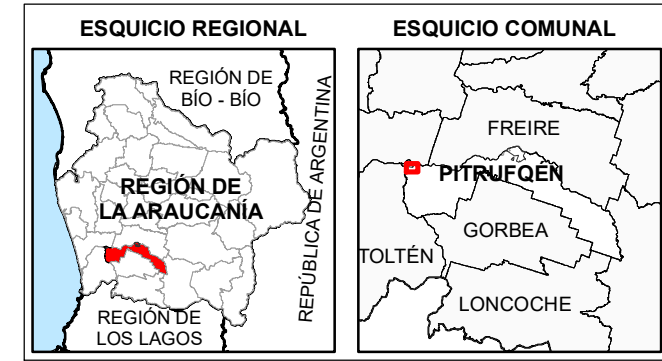 ESQUICIO REGIONAL
REGIÓN DE
BÍO - BÍO
REGIÓN DE
LA ARAUCANÍA
REPÚBLICA DE ARGENTINA
REGIÓN DE
LOS LAGOS
ESQUICIO COMUNAL
FREIRE
PITRUFQÉN
GORBEA
TOLTÉN
LONCOCHE